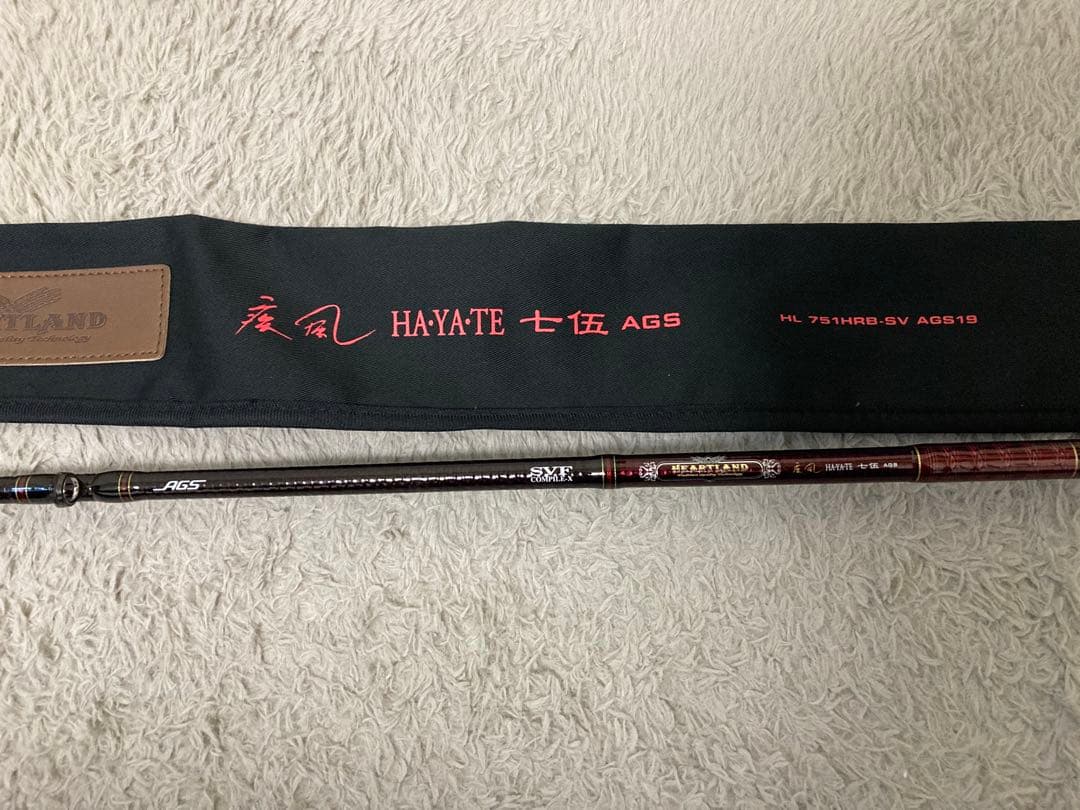 疾風 HA·YA·TE 七伍 AGS
HL 751HRB-SV AGS19
AGS
SVF
COMPILE-X
HEARTLAND
疾風 HA·YA·TE 七伍 AGS